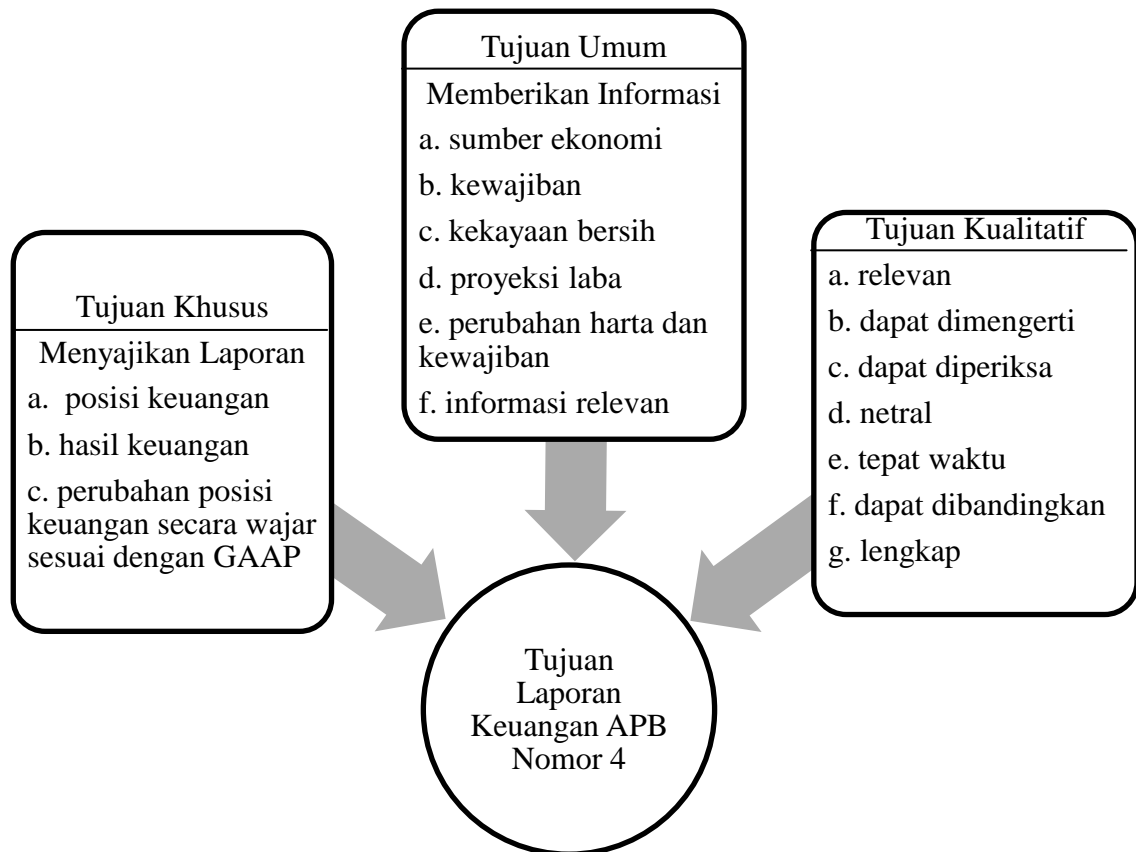 Tujuan Umum
Memberikan Informasi
a. sumber ekonomi
b. kewajiban
c. kekayaan bersih
d. proyeksi laba
e. perubahan harta dan
kewajiban
f. informasi relevan
Tujuan Khusus
Menyajikan Laporan
a. posisi keuangan
b. hasil keuangan
c. perubahan posisi
keuangan secara wajar
sesuai dengan GAAP
Tujuan Kualitatif
a. relevan
b. dapat dimengerti
c. dapat diperiksa
d. netral
e. tepat waktu
f. dapat dibandingkan
g. lengkap
Tujuan
Laporan
Keuangan APB
Nomor 4